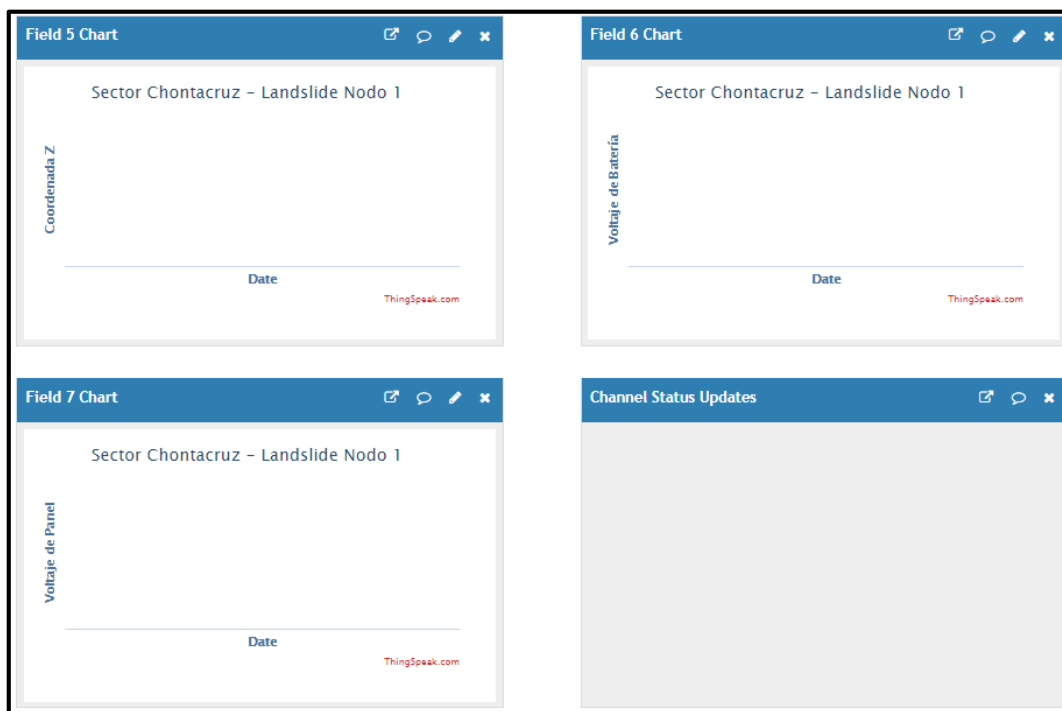 Field 5 Chart
Sector Chontacruz - Landslide Nodo 1
Coordenada Z
Date
ThingSpeak.com
Field 6 Chart
Sector Chontacruz - Landslide Nodo 1
Voltaje de Batería
Date
ThingSpeak.com
Field 7 Chart
Sector Chontacruz - Landslide Nodo 1
Voltaje de Panel
Date
ThingSpeak.com
Channel Status Updates